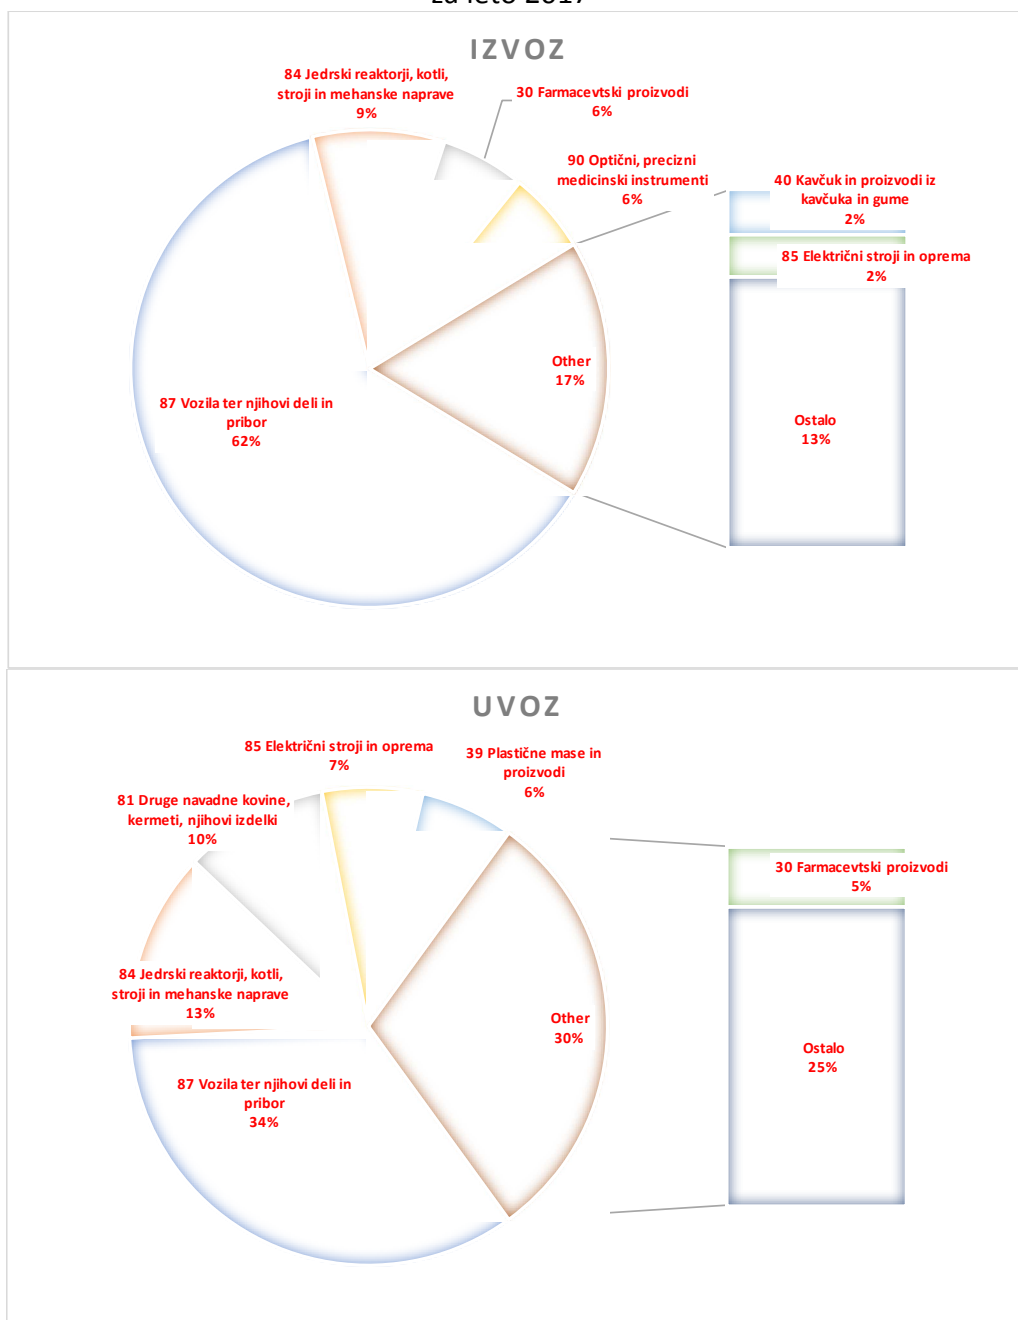 za leto 2017
IZVOZ
84 Jedrski reaktorji, kotli,
stroji in mehanske naprave
9%
30 Farmacevtski proizvodi
6%
90 Optični, precizni
medicinski instrumenti
6%
40 Kavčuk in proizvodi iz
kavčuka in gume
2%
85 Električni stroji in oprema
2%
Other
17%
87 Vozila ter njihovi deli in
pribor
62%
Ostalo
13%
UVOZ
85 Električni stroji in oprema
7%
39 Plastične mase in
proizvodi
6%
81 Druge navadne kovine,
kermeti, njihovi izdelki
10%
30 Farmacevtski proizvodi
5%
84 Jedrski reaktorji, kotli,
stroji in mehanske naprave
13%
Other
30%
Ostalo
25%
87 Vozila ter njihovi deli in
pribor
34%